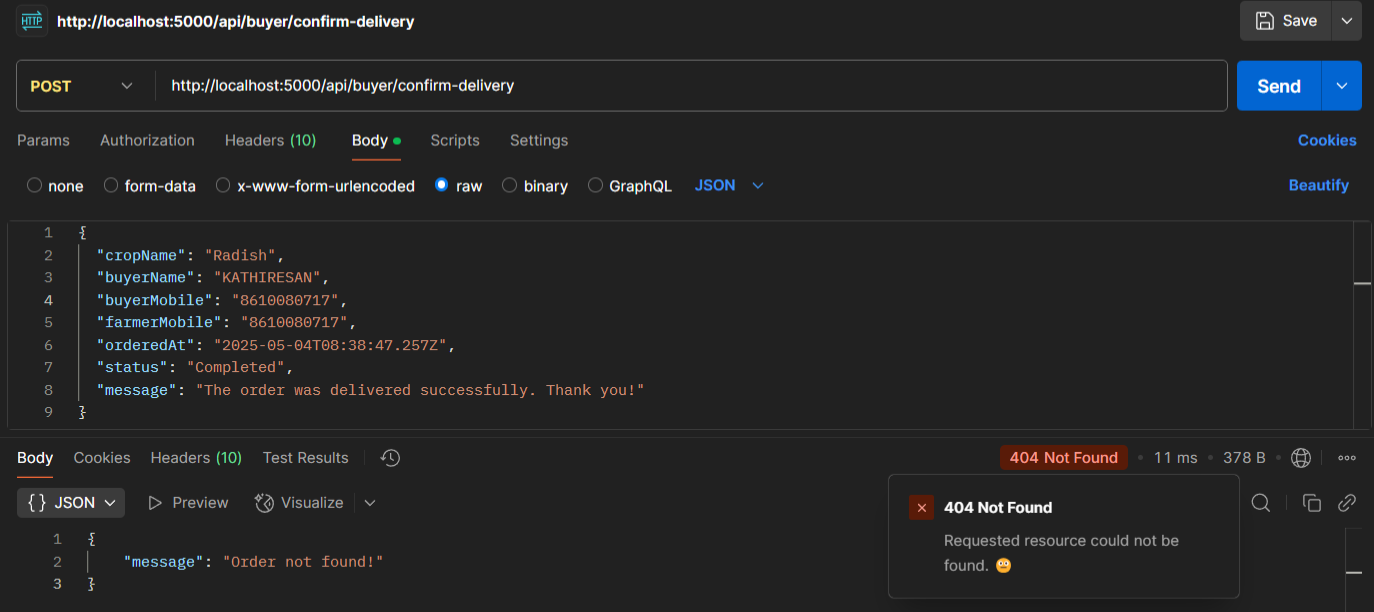 HTTP http://localhost:5000/api/buyer/confirm-delivery Save
POST http://localhost:5000/api/buyer/confirm-delivery Send
Params Authorization Headers (10) Body Scripts Settings Cookies
none form-data x-www-form-urlencoded raw binary GraphQL JSON Beautify
1 {
2 "cropName": "Radish",
3 "buyerName": "KATHIRESAN",
4 "buyerMobile": "8610080717",
5 "farmerMobile": "8610080717",
6 "orderedAt": "2025-05-04T08:38:47.257Z",
7 "status": "Completed",
8 "message": "The order was delivered successfully. Thank you!"
9 }
Body Cookies Headers (10) Test Results 404 Not Found • 11 ms • 378 B •
{} JSON Preview Visualize
404 Not Found
Requested resource could not be
found. 😐
1 {
2 "message": "Order not found!"
3 }